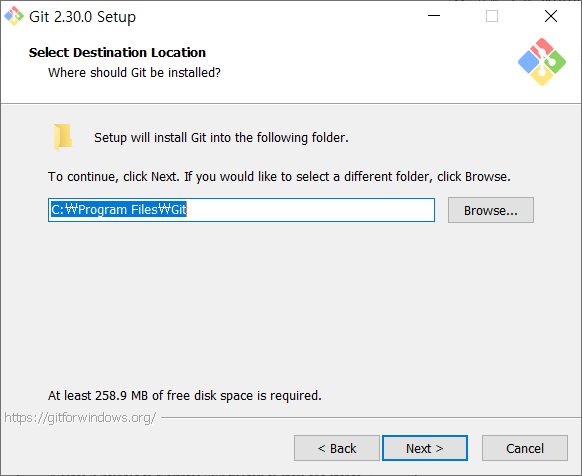 Git 2.30.0 Setup
Select Destination Location
Where should Git be installed?
Setup will install Git into the following folder.
To continue, click Next. If you would like to select a different folder, click Browse.
C:₩Program Files₩Git
Browse...
At least 258.9 MB of free disk space is required.
https://gitforwindows.org/
< Back
Next >
Cancel